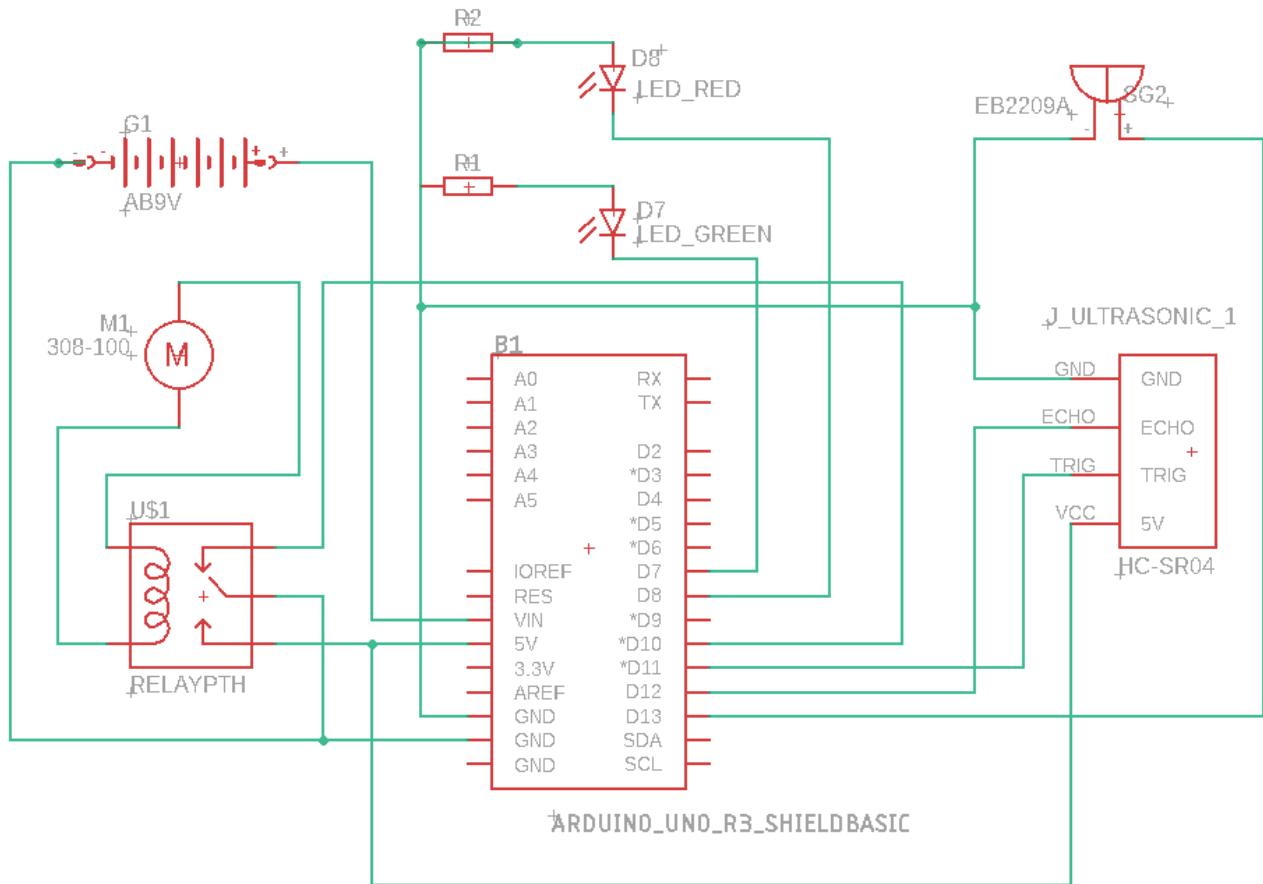 R2
D8
LED_RED
EB2209A
SG2
- +
G1
- - + +
AB9V
R1
D7
LED_GREEN
M1
308-100
M
J_ULTRASONIC_1
B1
GND GND
ECHO ECHO
TRIG TRIG
VCC 5V
HC-SR04
A0 RX
A1 TX
A2
A3 D2
A4 *D3
A5 D4
*D5
*D6
IOREF D7
RES D8
VIN *D9
5V *D10
3.3V *D11
AREF D12
GND D13
GND SDA
GND SCL
U$1
RELAYPTH
ARDUINO_UNO_R3_SHIELDBASIC